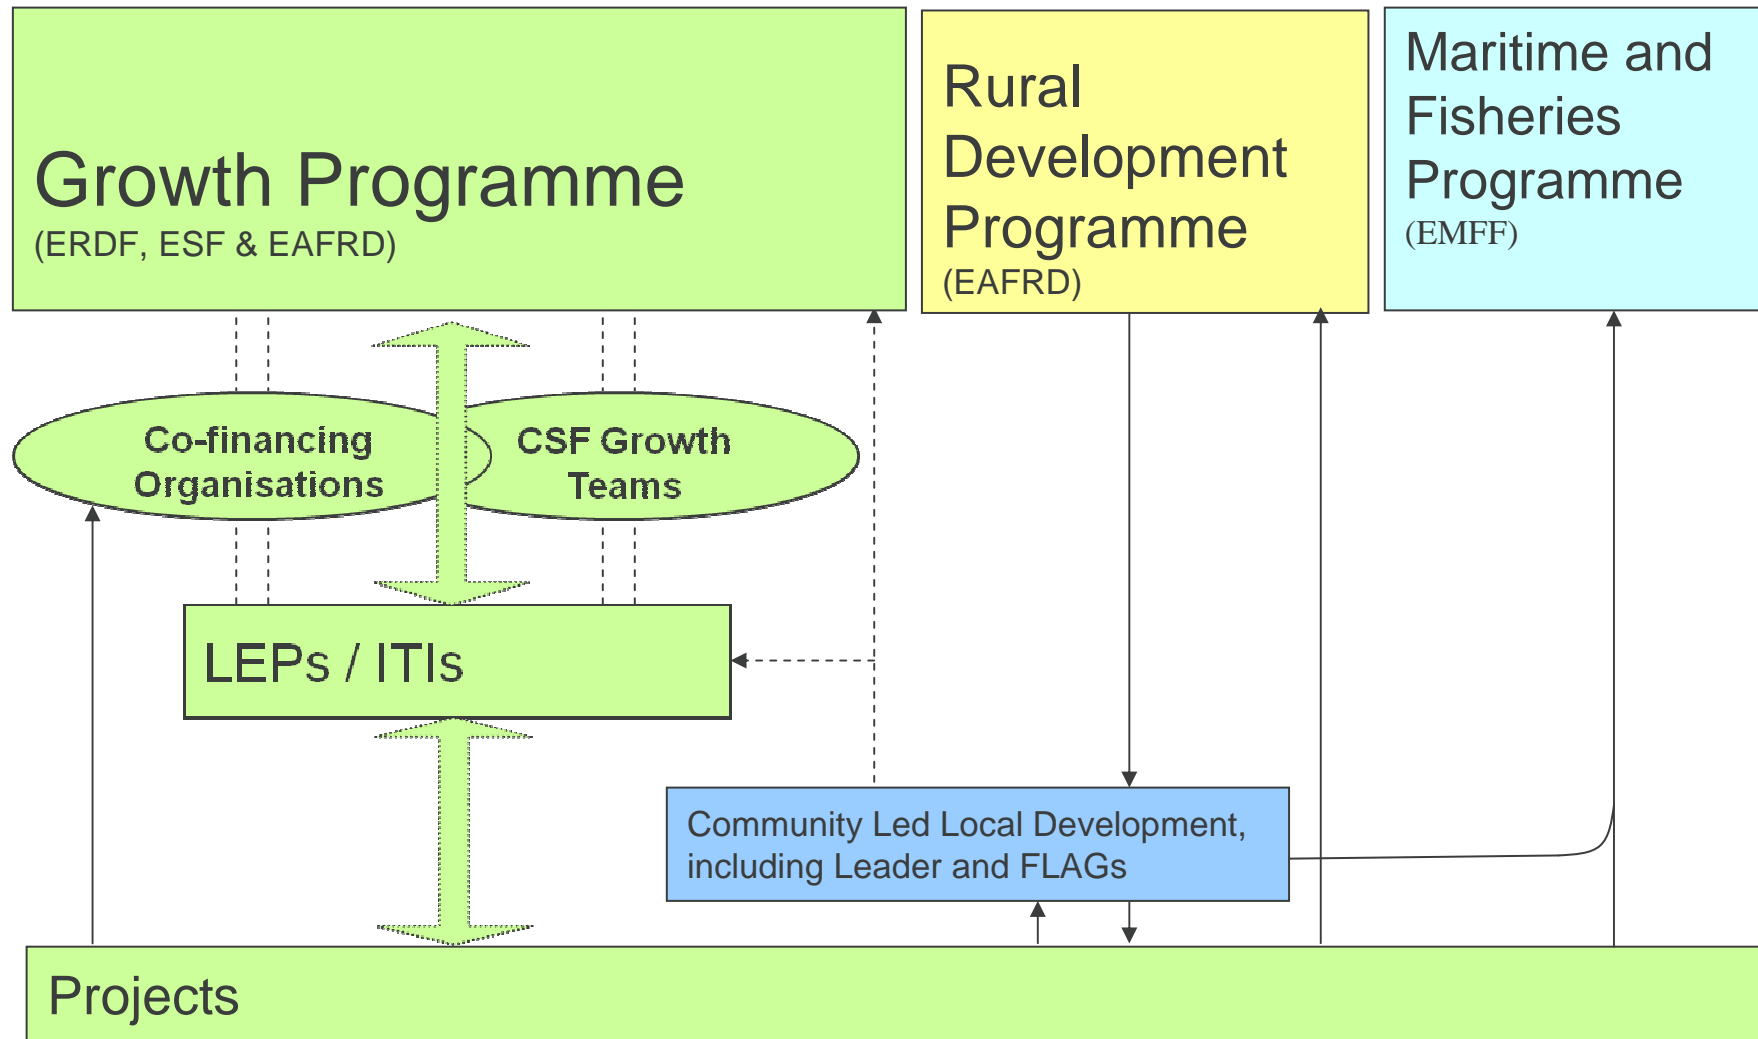 Growth Programme
(ERDF, ESF & EAFRD)
Rural
Development
Programme
(EAFRD)
Maritime and
Fisheries
Programme
(EMFF)
Co-financing
Organisations
CSF Growth
Teams
LEPs / ITIs
Community Led Local Development,
including Leader and FLAGs
Projects